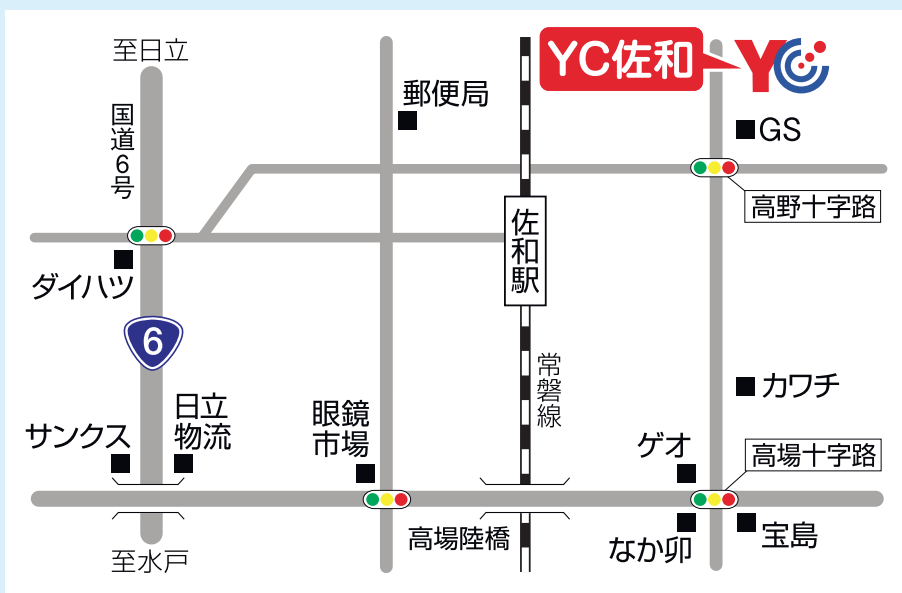 至日立
YC佐和
YC
郵便局
国道6号
GS
高野十字路
佐和駅
ダイハツ
6
常磐線
カワチ
日立
物流
サンクス
眼鏡
市場
ゲオ
高場十字路
高場陸橋
なか卯
宝島
至水戸